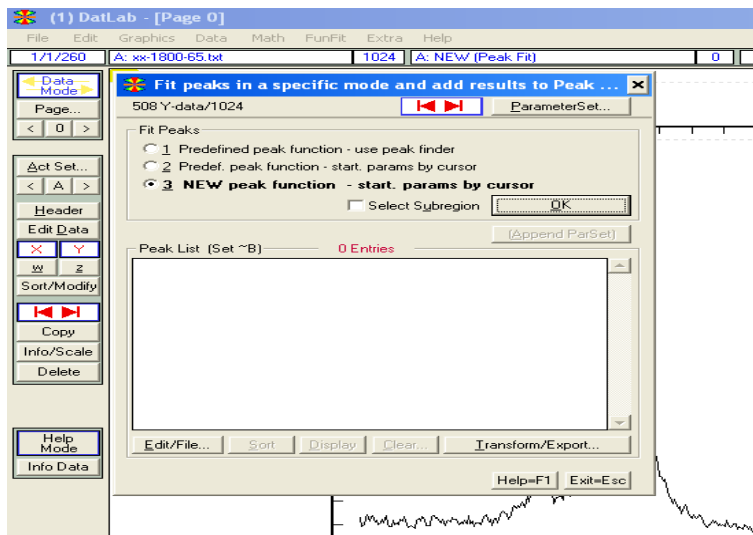 (1) DatLab - [Page 0]
File Edit Graphics Data Math FunFit Extra Help
1/1/260 A: xx-1800-65.txt 1024 A: NEW (Peak Fit) 0
Data
Mode
Page...
< 0 >
Act Set...
< A >
Header
Edit Data
X Y
w z
Sort/Modify
Copy
Info/Scale
Delete
Help
Mode
Info Data
Fit peaks in a specific mode and add results to Peak ...
508 Y-data/1024 ParameterSet...
Fit Peaks
1 Predefined peak function - use peak finder
2 Predef. peak function - start. params by cursor
3 NEW peak function - start. params by cursor
Select Subregion OK
(Append ParSet)
Peak List (Set ~B) 0 Entries
Edit/File... Sort Display Clear... Transform/Export...
Help=F1 Exit=Esc